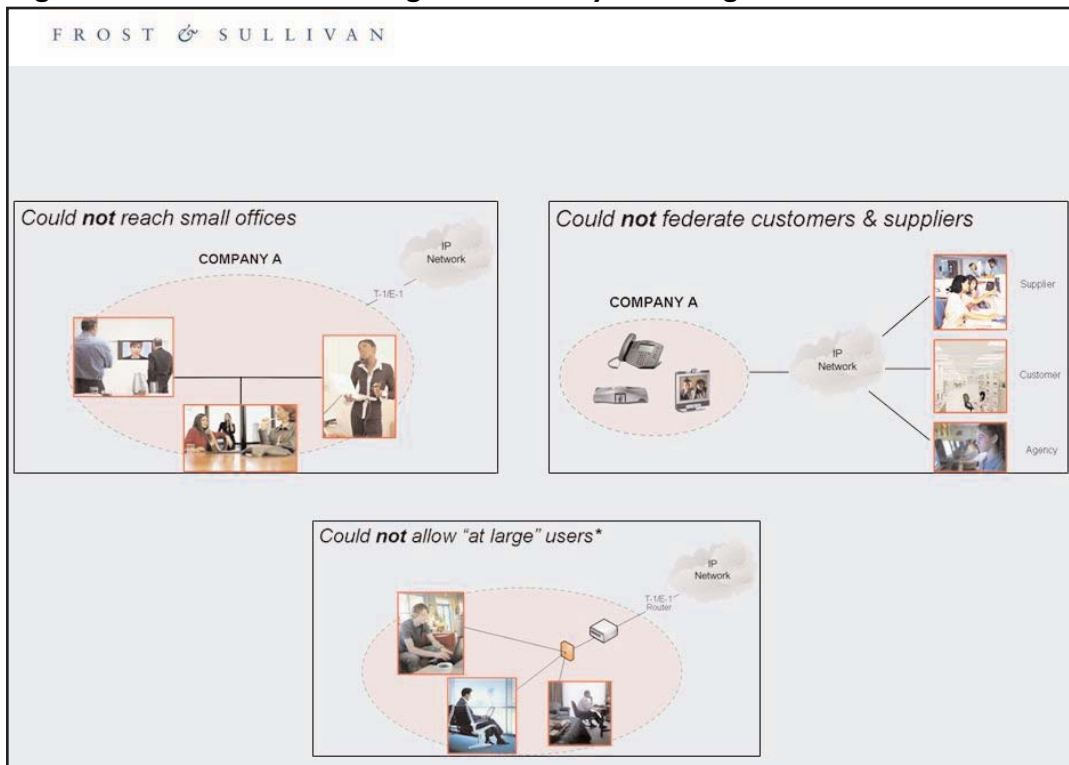 FROST & SULLIVAN
Could not reach small offices
COMPANY A
IP
Network
T-1/E-1
Could not federate customers & suppliers
COMPANY A
IP
Network
Supplier
Customer
Agency
Could not allow “at large” users*
IP
Network
T-1/E-1
Router